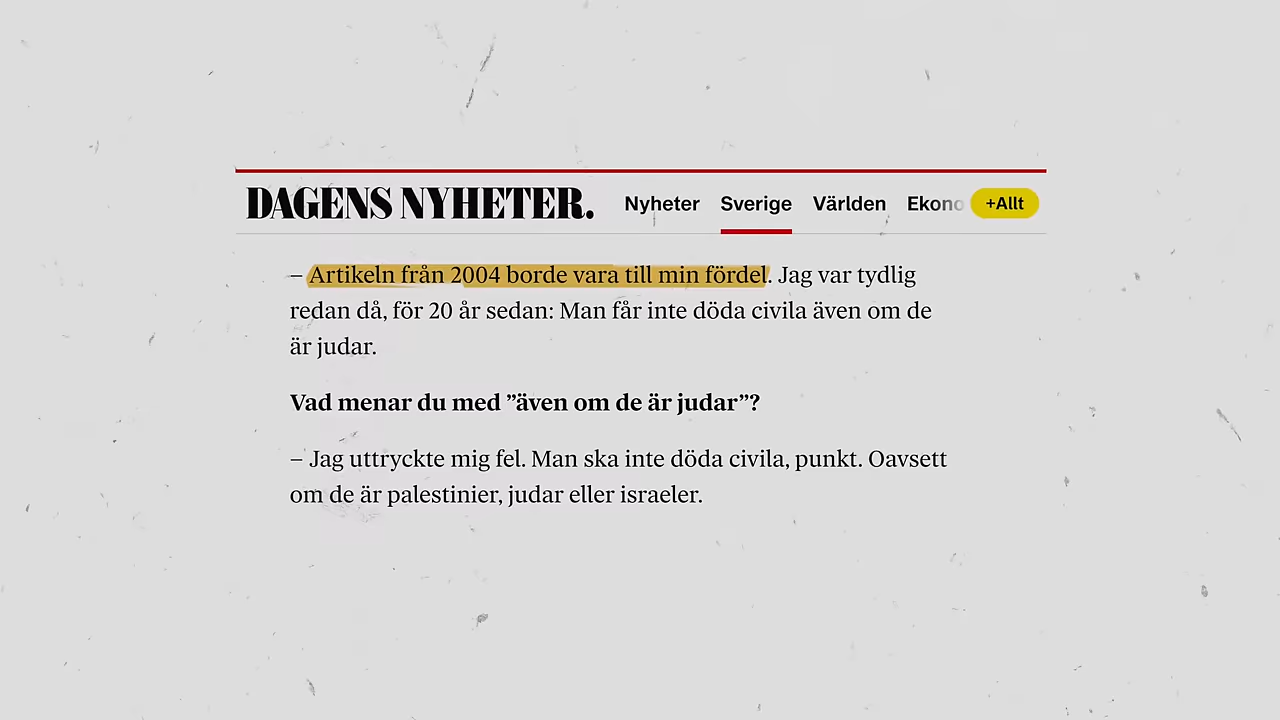 DAGENS NYHETER.
Nyheter Sverige Världen Ekono +Allt
– Artikeln från 2004 borde vara till min fördel. Jag var tydlig
redan då, för 20 år sedan: Man får inte döda civila även om de
är judar.
Vad menar du med ”även om de är judar”?
– Jag uttryckte mig fel. Man ska inte döda civila, punkt. Oavsett
om de är palestinier, judar eller israeler.